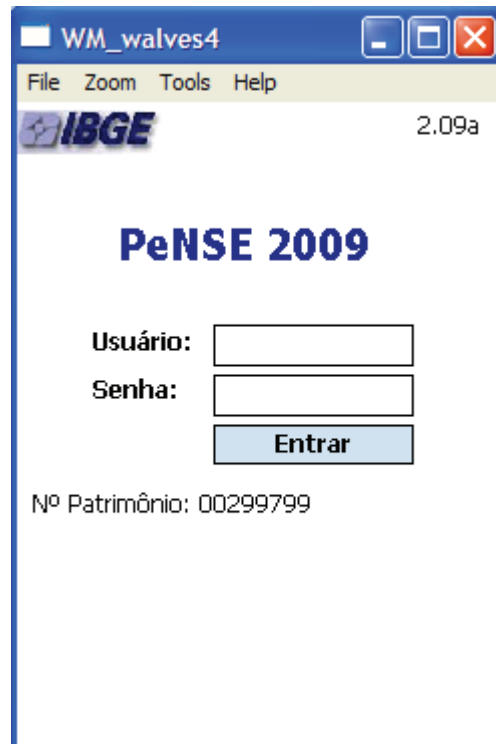 WM_walves4
File Zoom Tools Help
IBGE 2.09a
PeNSE 2009
Usuário:
Senha:
Entrar
Nº Patrimônio: 00299799